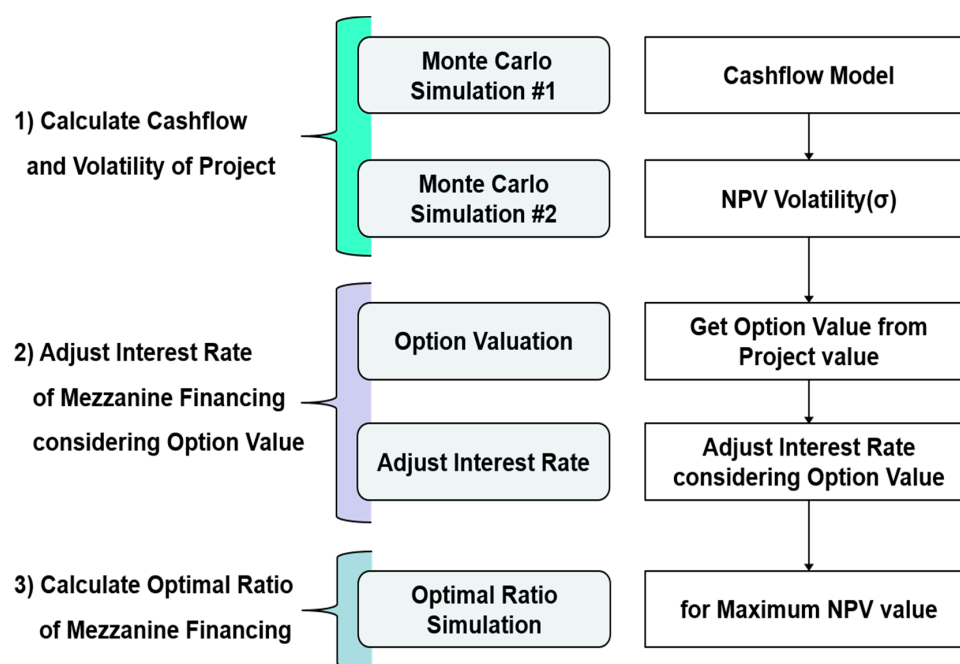 1) Calculate Cashflow
and Volatility of Project
Monte Carlo
Simulation #1
Cashflow Model
Monte Carlo
Simulation #2
NPV Volatility(σ)
2) Adjust Interest Rate
of Mezzanine Financing
considering Option Value
Option Valuation
Get Option Value from
Project value
Adjust Interest Rate
Adjust Interest Rate
considering Option Value
3) Calculate Optimal Ratio
of Mezzanine Financing
Optimal Ratio
Simulation
for Maximum NPV value